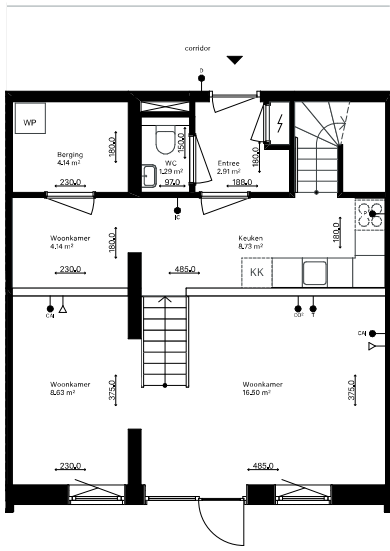 corridor
D
WP
Berging
4.14 m²
180.0
230.0
WC
1.29 m²
150.0
97.0
Entree
2.91 m²
180.0
188.0
C
Woonkamer
4.14 m²
180.0
230.0
Keuken
8.73 m²
180.0
485.0
KK
P
CAI
T
CAI
Woonkamer
8.63 m²
375.0
230.0
Woonkamer
16.50 m²
375.0
485.0